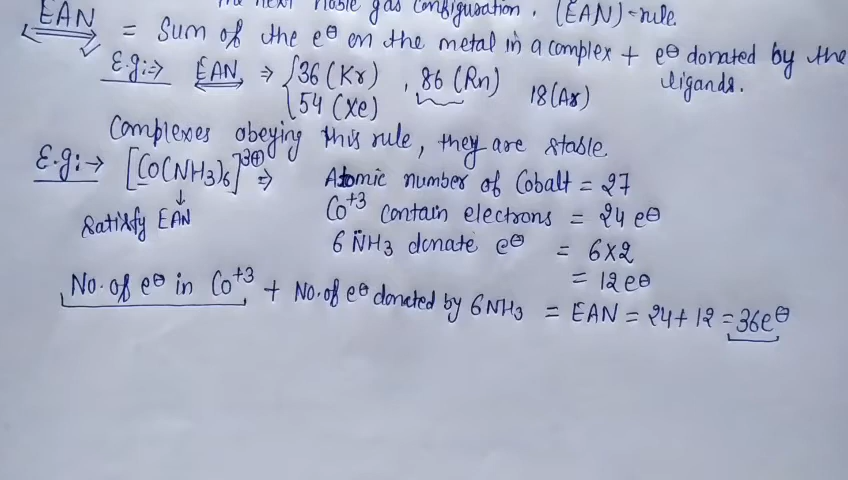 the next noble gas configuration. (EAN)-rule.
EAN = Sum of the e⊖ on the metal in a complex + e⊖ donated by the ligands.
E.g:→ EAN ⇒ { 36 (Kr) , 86 (Rn) 18 (Ar)
54 (Xe)
Complexes obeying this rule, they are stable.
E.g:→ [Co(NH3)6]3⊕ ⇒ Atomic number of Cobalt = 27
↓ Co+3 contain electrons = 24 e⊖
Satisfy EAN
6 N̈H3 donate e⊖ = 6×2
= 12 e⊖
No. of e⊖ in Co+3 + No. of e⊖ donated by 6NH3 = EAN = 24 + 12 = 36e⊖